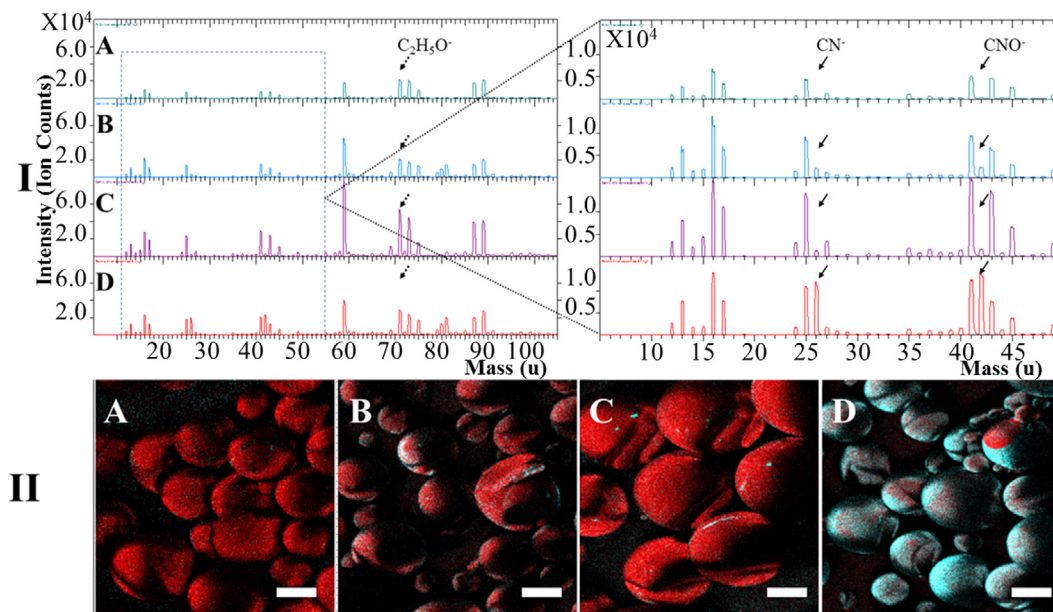 I
X10⁴
6.0
2.0
A
C₂H₅O⁻
6.0
2.0
B
6.0
2.0
C
6.0
2.0
D
Intensity (Ion Counts)
20 30 40 50 60 70 80 90 100
Mass (u)
1.0
0.5
X10⁴
CN⁻
CNO⁻
1.0
0.5
1.0
0.5
1.0
0.5
10 15 20 25 30 35 40 45
Mass (u)
II
A
B
C
D